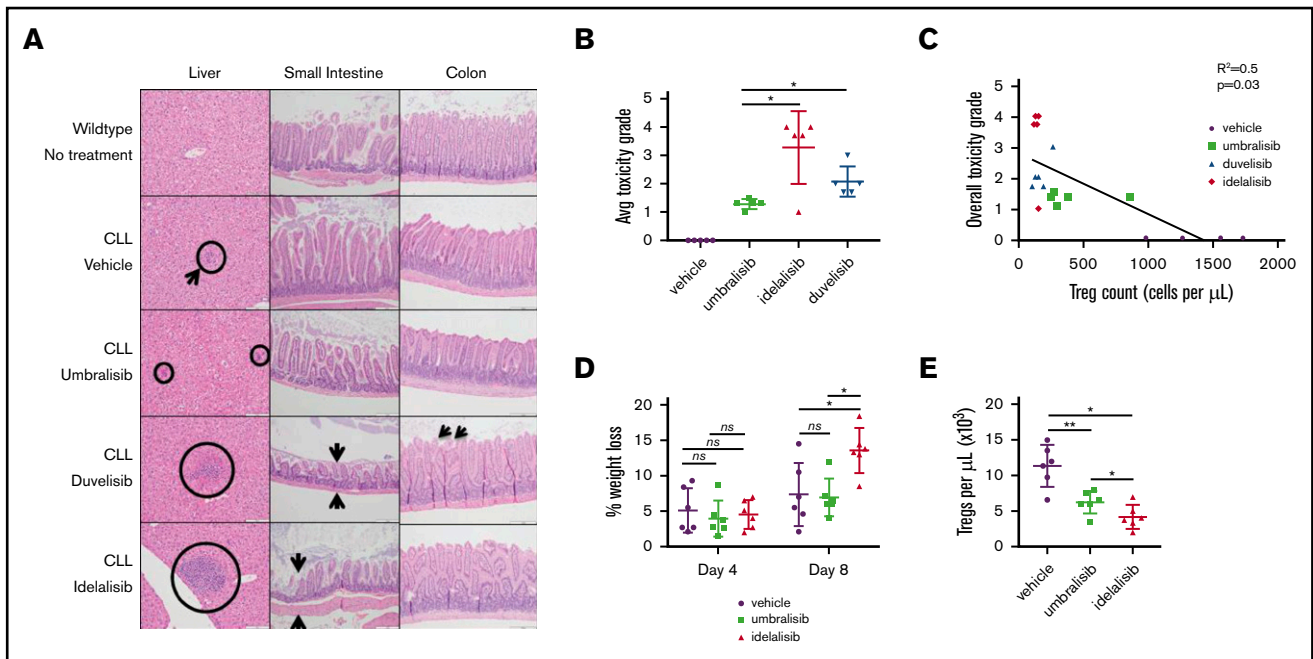 A
Liver Small Intestine Colon
Wildtype
No treatment
CLL
Vehicle
CLL
Umbralisib
CLL
Duvelisib
CLL
Idelalisib
B
Avg toxicity grade
5
4
3
2
1
0
*
*
vehicle
umbralisib
idelalisib
duvelisib
C
R²=0.5
p=0.03
Overall toxicity grade
5
4
3
2
1
0
0 500 1000 1500 2000
Treg count (cells per μL)
vehicle
umbralisib
duvelisib
idelalisib
D
% weight loss
20
15
10
5
0
ns
ns
ns
*
*
ns
Day 4 Day 8
vehicle
umbralisib
idelalisib
E
Tregs per μL (x10³)
20
15
10
5
0
*
**
*
vehicle
umbralisib
idelalisib